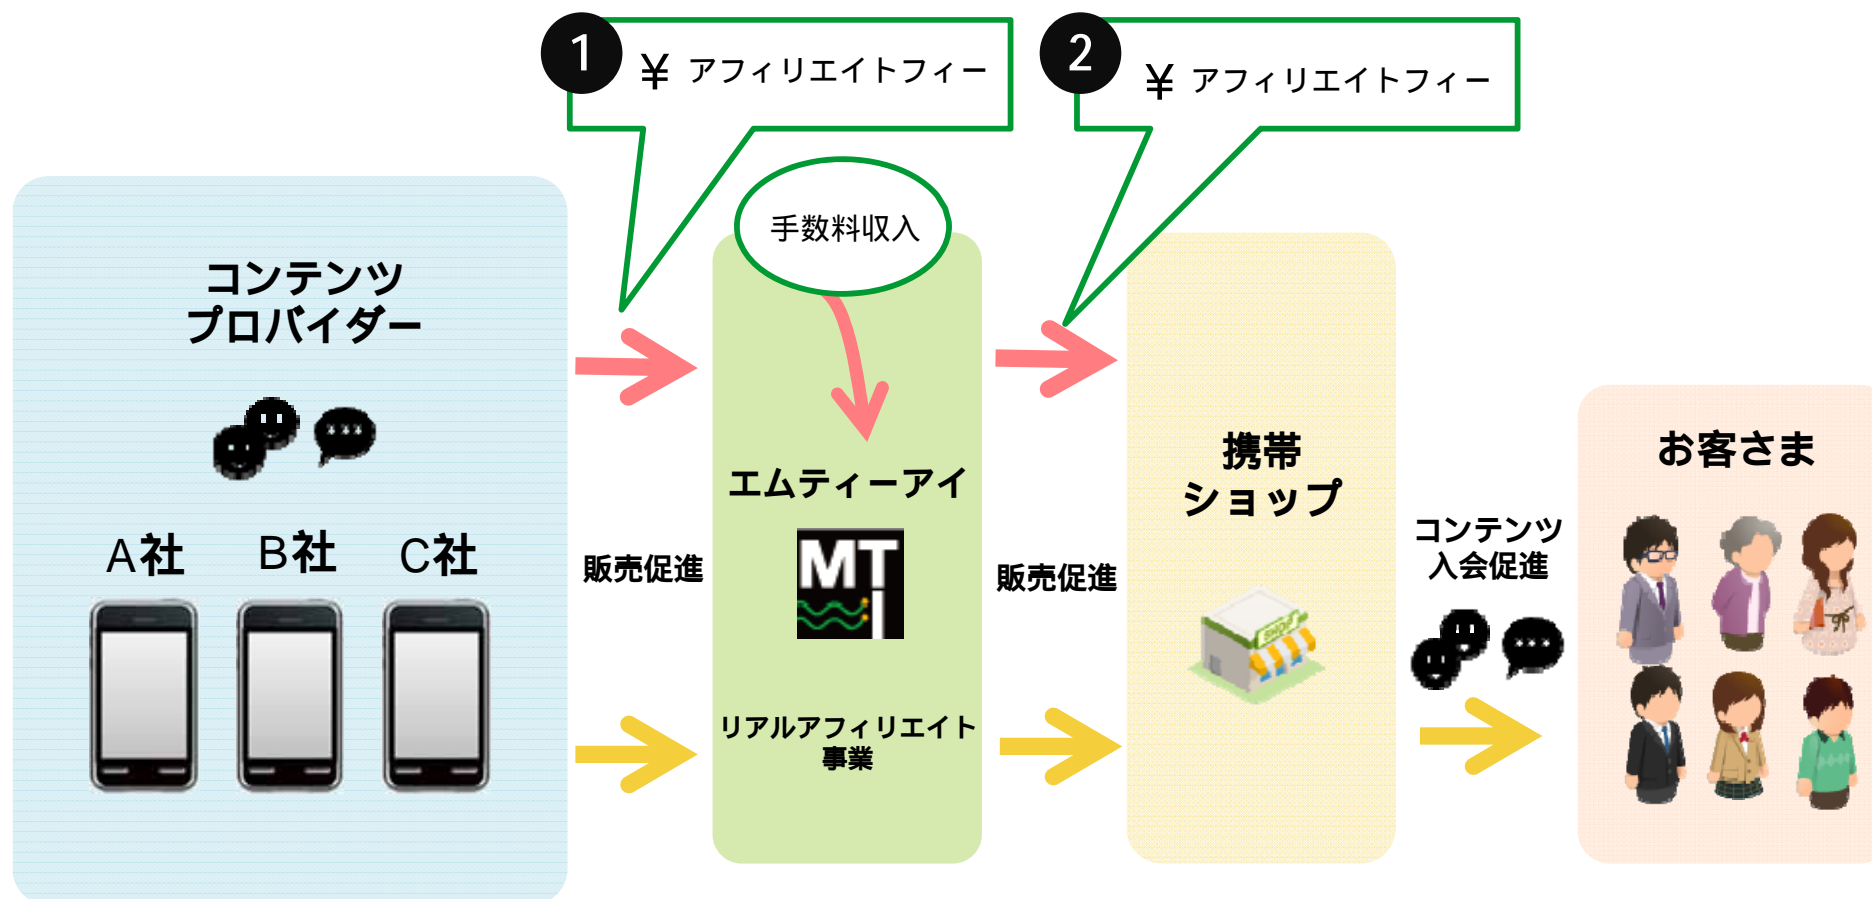 1
¥ アフィリエイトフィー
2
¥ アフィリエイトフィー
手数料収入
コンテンツ
プロバイダー
A社
B社
C社
販売促進
エムティーアイ
MT
I
リアルアフィリエイト
事業
販売促進
携帯
ショップ
SHOP
コンテンツ
入会促進
お客さま